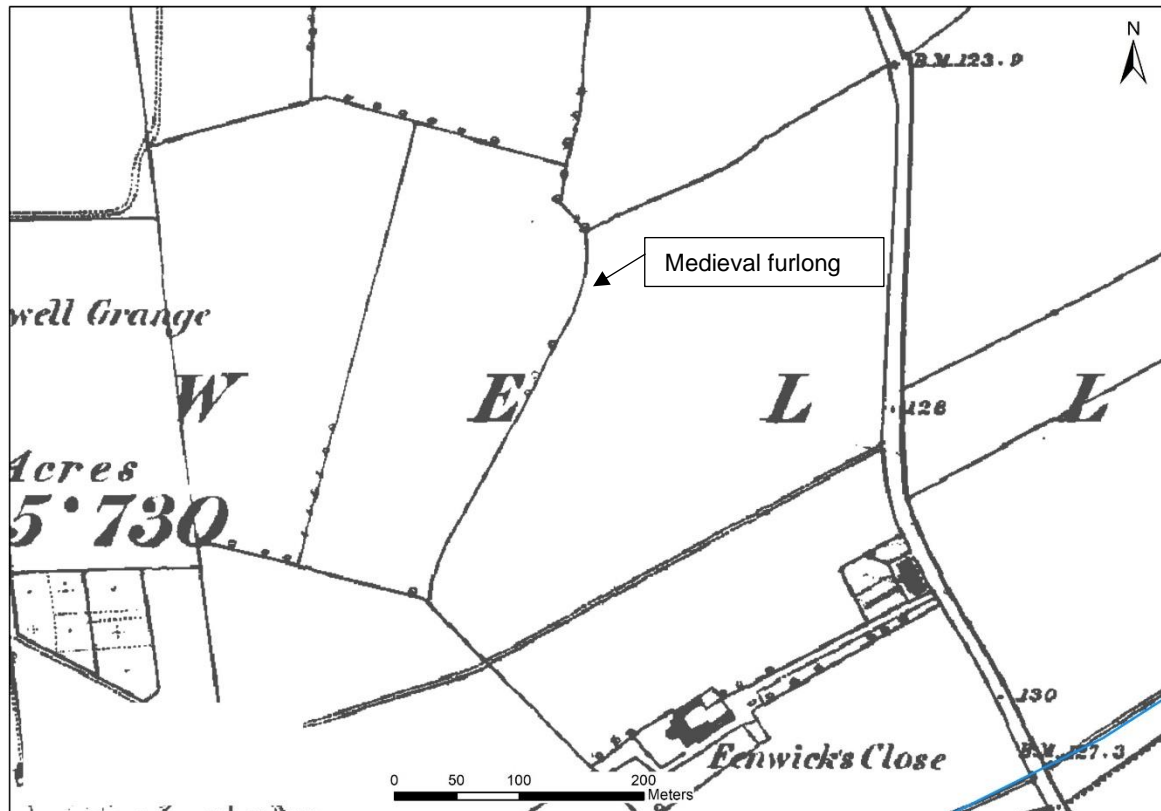 N
B.M.123.9
Medieval furlong
well Grange
W E L L
128
Acres
5·730
130
B.M.127.3
Fenwick's Close
0 50 100 200
Meters